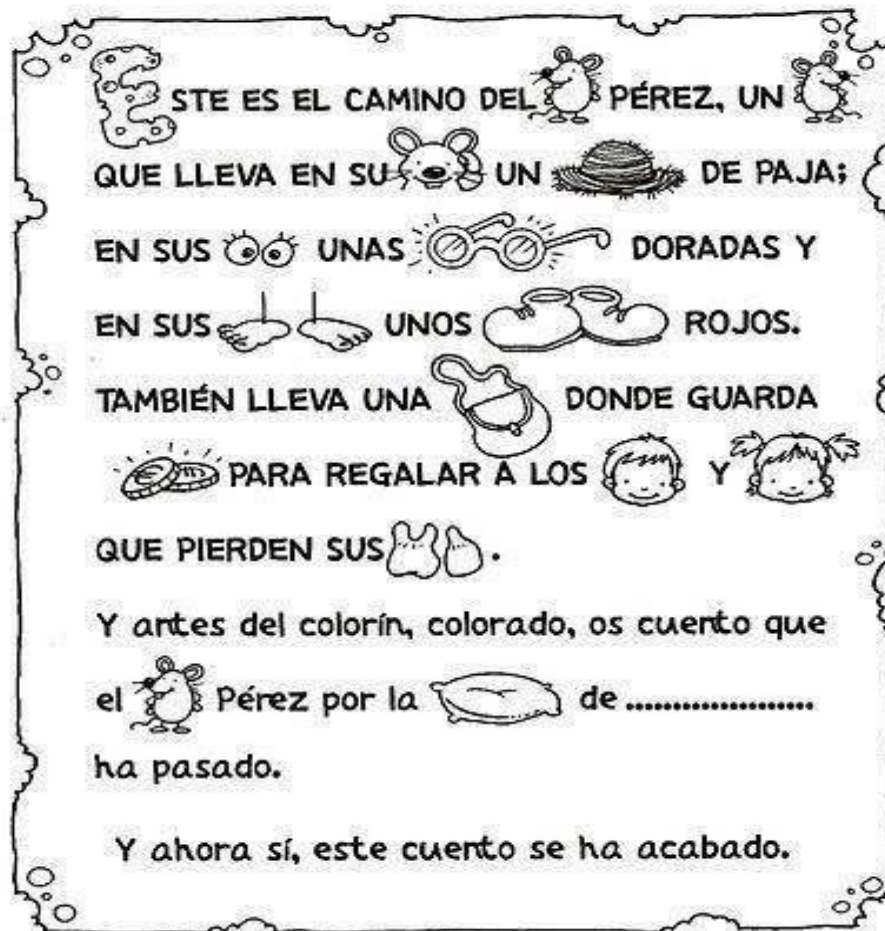 ESTE ES EL CAMINO DEL PÉREZ, UN
QUE LLEVA EN SU UN DE PAJA;
EN SUS UNAS DORADAS Y
EN SUS UNOS ROJOS.
TAMBIÉN LLEVA UNA DONDE GUARDA
PARA REGALAR A LOS Y
QUE PIERDEN SUS .
Y antes del colorín, colorado, os cuento que
el Pérez por la de ....................
ha pasado.
Y ahora sí, este cuento se ha acabado.